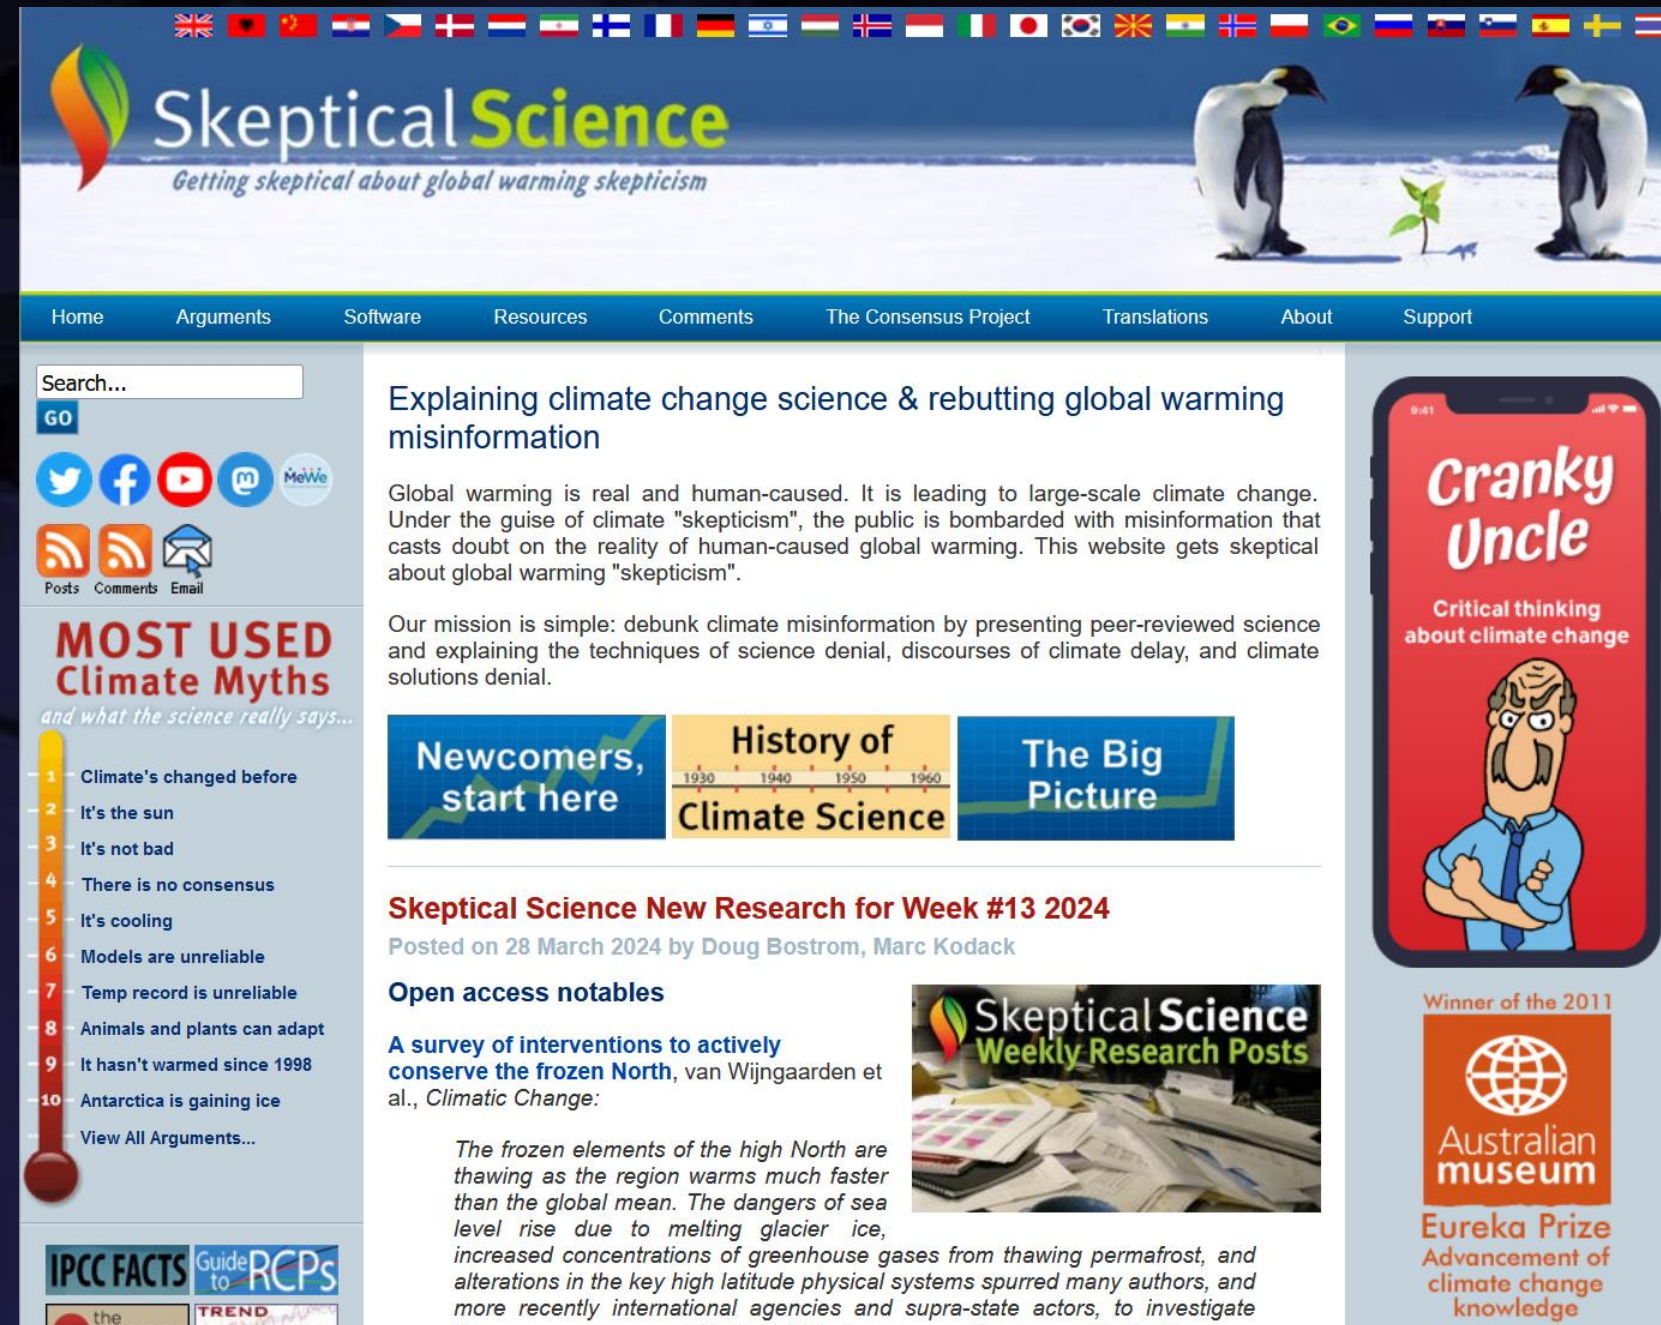 Skeptical Science
Getting skeptical about global warming skepticism
Home Arguments Software Resources Comments The Consensus Project Translations About Support
Search...
GO
MeWe
Posts Comments Email
MOST USED
Climate Myths
and what the science really says...
1 Climate's changed before
2 It's the sun
3 It's not bad
4 There is no consensus
5 It's cooling
6 Models are unreliable
7 Temp record is unreliable
8 Animals and plants can adapt
9 It hasn't warmed since 1998
10 Antarctica is gaining ice
View All Arguments...
IPCC FACTS
Guide to RCPs
the
TREND
Explaining climate change science & rebutting global warming
misinformation
Global warming is real and human-caused. It is leading to large-scale climate change.
Under the guise of climate "skepticism", the public is bombarded with misinformation that
casts doubt on the reality of human-caused global warming. This website gets skeptical
about global warming "skepticism".
Our mission is simple: debunk climate misinformation by presenting peer-reviewed science
and explaining the techniques of science denial, discourses of climate delay, and climate
solutions denial.
Newcomers,
start here
History of
1930 1940 1950 1960
Climate Science
The Big
Picture
Skeptical Science New Research for Week #13 2024
Posted on 28 March 2024 by Doug Bostrom, Marc Kodack
Open access notables
A survey of interventions to actively
conserve the frozen North, van Wijngaarden et
al., Climatic Change:
The frozen elements of the high North are
thawing as the region warms much faster
than the global mean. The dangers of sea
level rise due to melting glacier ice,
increased concentrations of greenhouse gases from thawing permafrost, and
alterations in the key high latitude physical systems spurred many authors, and
more recently international agencies and supra-state actors, to investigate
Skeptical Science
Weekly Research Posts
9:41
Cranky
Uncle
Critical thinking
about climate change
Winner of the 2011
Australian
museum
Eureka Prize
Advancement of
climate change
knowledge